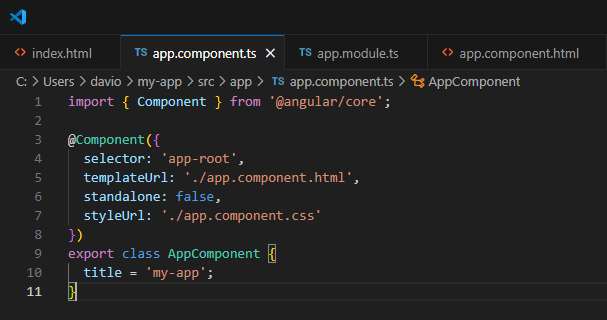 index.html
TS app.component.ts
TS app.module.ts
app.component.html
C: > Users > davio > my-app > src > app > TS app.component.ts > AppComponent
1 import { Component } from '@angular/core';
2
3 @Component({
4 selector: 'app-root',
5 templateUrl: './app.component.html',
6 standalone: false,
7 styleUrl: './app.component.css'
8 })
9 export class AppComponent {
10 title = 'my-app';
11 }